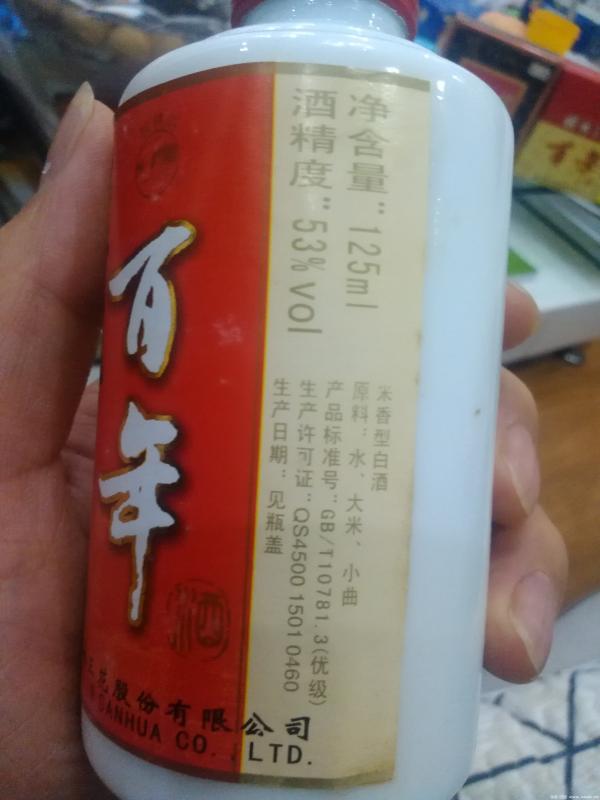 净含量：125ml
酒精度：53%vol
米香型白酒
原料：水、大米、小曲
产品标准号：GB/T10781.3(优级)
生产许可证：QS4500 1501 0460
生产日期：见瓶盖
百年
酒
三花股份有限公司
SANHUA CO.,LTD.